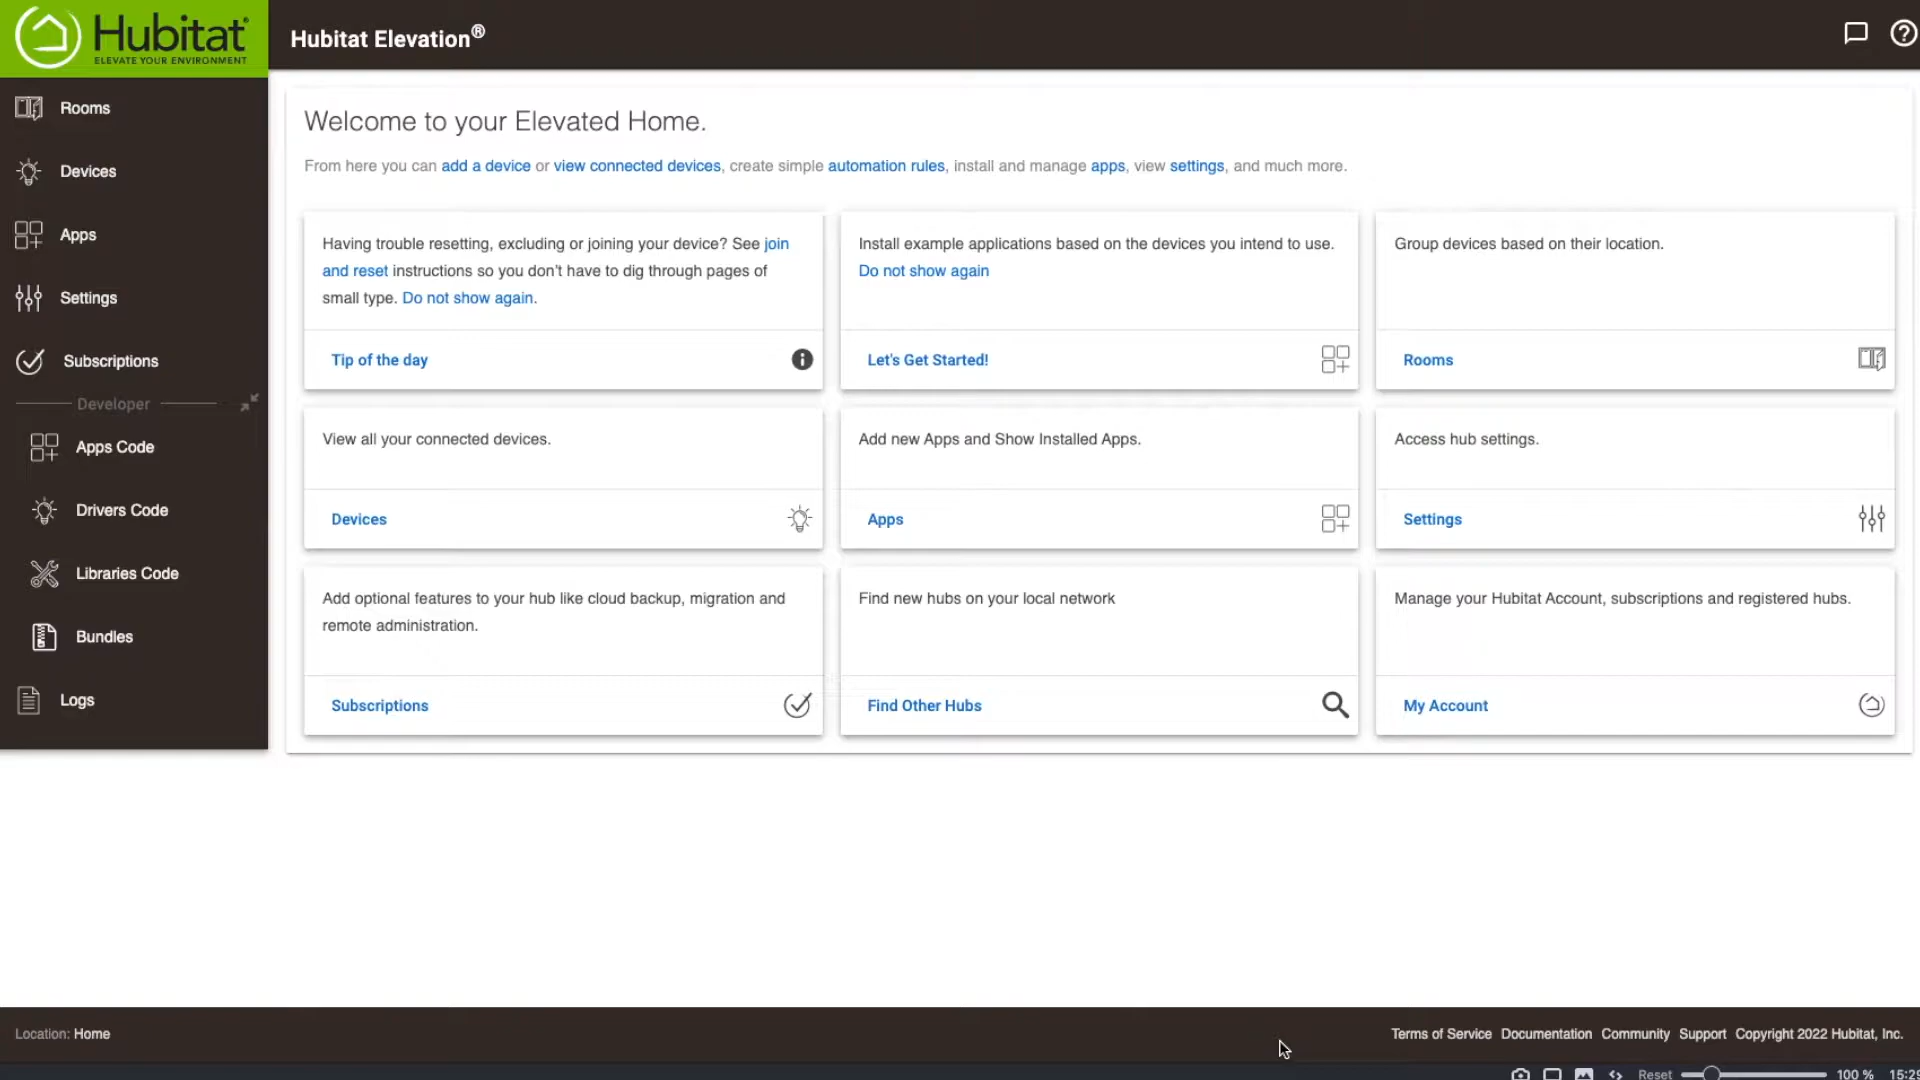 Hubitat®
ELEVATE YOUR ENVIRONMENT
Hubitat Elevation®
Rooms
Devices
Apps
Settings
Subscriptions
Developer
Apps Code
Drivers Code
Libraries Code
Bundles
Logs
Welcome to your Elevated Home.
From here you can add a device or view connected devices, create simple automation rules, install and manage apps, view settings, and much more.
Having trouble resetting, excluding or joining your device? See join
and reset instructions so you don't have to dig through pages of
small type. Do not show again.
Tip of the day
Install example applications based on the devices you intend to use.
Do not show again
Let's Get Started!
Group devices based on their location.
Rooms
View all your connected devices.
Devices
Add new Apps and Show Installed Apps.
Apps
Access hub settings.
Settings
Add optional features to your hub like cloud backup, migration and
remote administration.
Subscriptions
Find new hubs on your local network
Find Other Hubs
Manage your Hubitat Account, subscriptions and registered hubs.
My Account
Location: Home
Terms of Service Documentation Community Support Copyright 2022 Hubitat, Inc.
Reset 100 %